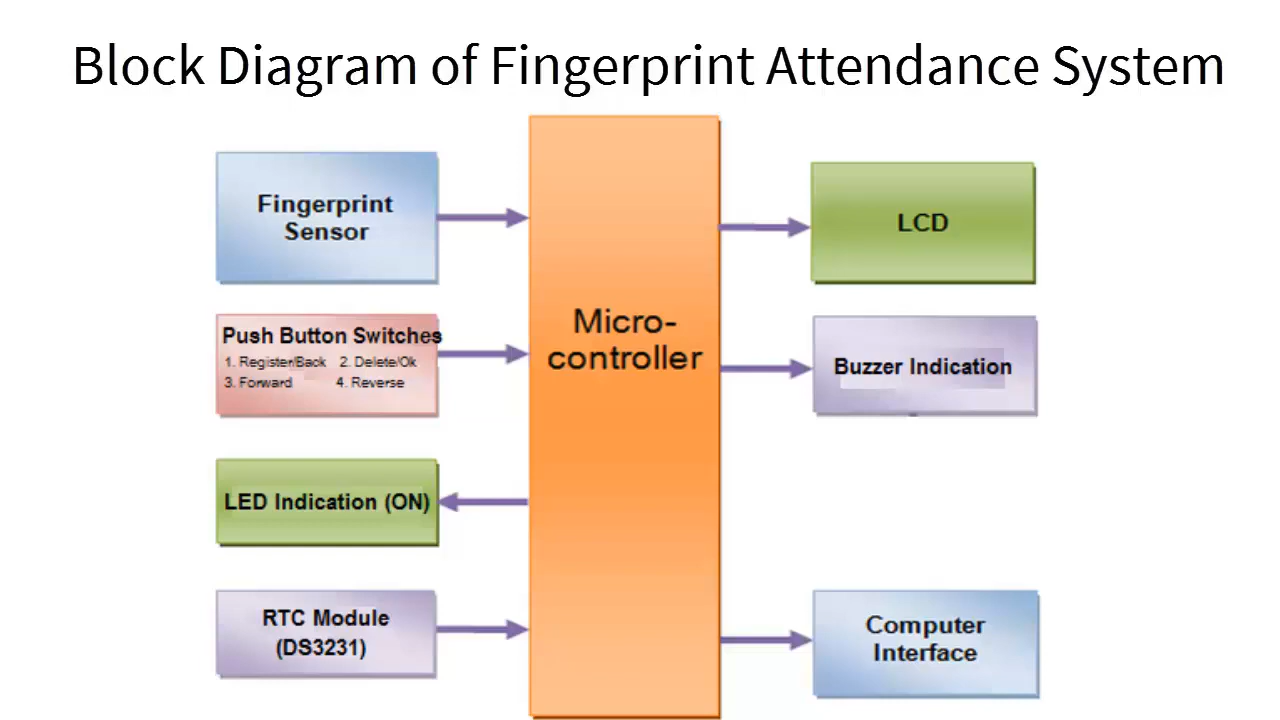 Block Diagram of Fingerprint Attendance System
Fingerprint
Sensor
Push Button Switches
1. Register/Back 2. Delete/Ok
3. Forward 4. Reverse
LED Indication (ON)
RTC Module
(DS3231)
Micro-
controller
LCD
Buzzer Indication
Computer
Interface